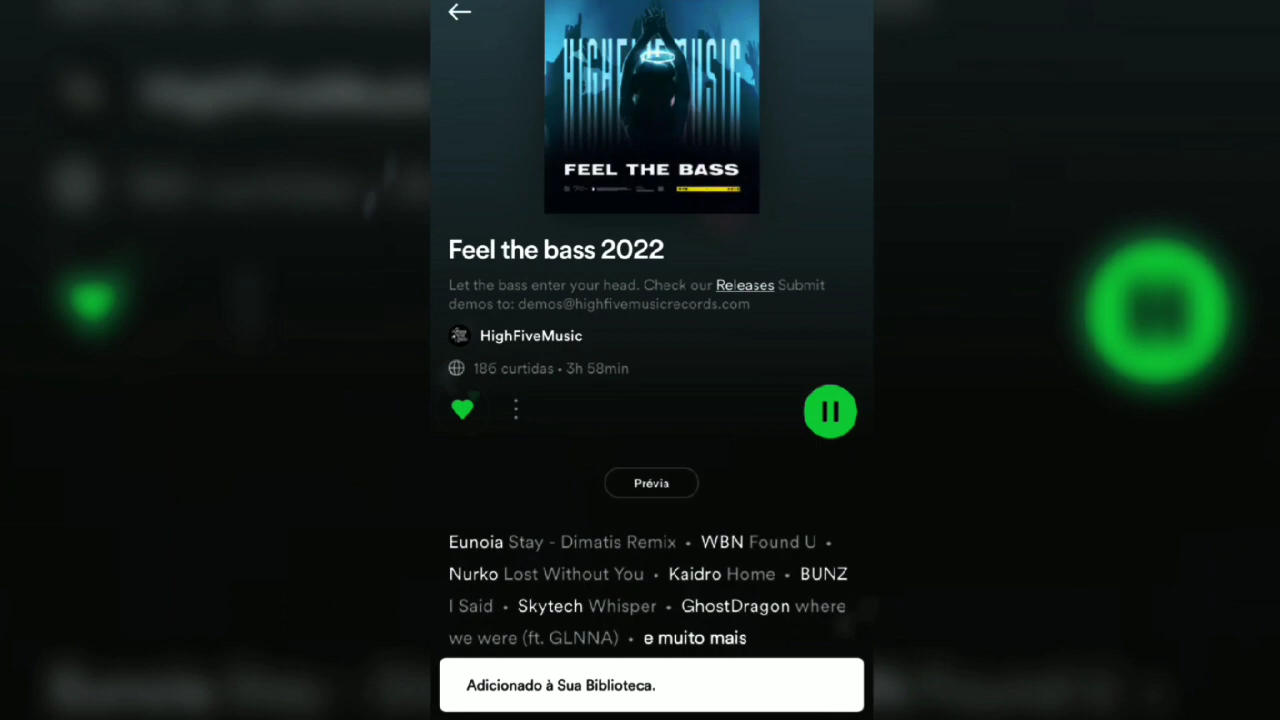 HIGHFIVEMUSIC
FEEL THE BASS
Feel the bass 2022
Let the bass enter your head. Check our Releases Submit
demos to: demos@highfivemusicrecords.com
HighFiveMusic
186 curtidas • 3h 58min
Prévia
Eunoia Stay - Dimatis Remix • WBN Found U •
Nurko Lost Without You • Kaidro Home • BUNZ
I Said • Skytech Whisper • GhostDragon where
we were (ft. GLNNA) • e muito mais
Adicionado à Sua Biblioteca.